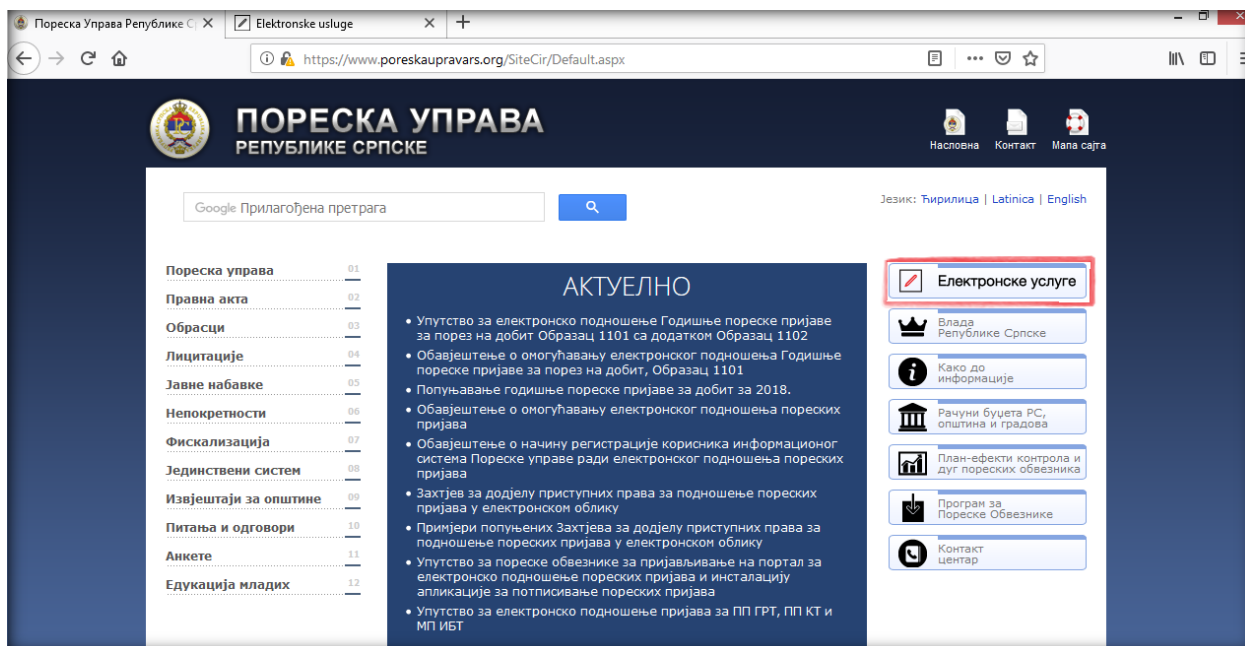 Пореска Управа Републике С
Elektronske usluge
https://www.poreskaupravars.org/SiteCir/Default.aspx
ПОРЕСКА УПРАВА
РЕПУБЛИКЕ СРПСКЕ
Насловна Контакт Мапа сајта
Google Прилагођена претрага
Језик: Ћирилица | Latinica | English
Пореска управа 01
Правна акта 02
Обрасци 03
Лицитације 04
Јавне набавке 05
Непокретности 06
Фискализација 07
Јединствени систем 08
Извјештаји за општине 09
Питања и одговори 10
Анкете 11
Едукација младих 12
АКТУЕЛНО
• Упутство за електронско подношење Годишње пореске пријаве
за порез на добит Образац 1101 са додатком Образац 1102
• Обавјештење о омогућавању електронског подношења Годишње
пореске пријаве за порез на добит, Образац 1101
• Попуњавање годишње пореске пријаве за добит за 2018.
• Обавјештење о омогућавању електронског подношења пореских
пријава
• Обавјештење о начину регистрације корисника информационог
система Пореске управе ради електронског подношења пореских
пријава
• Захтјев за додјелу приступних права за подношење пореских
пријава у електронском облику
• Примјери попуњених Захтјева за додјелу приступних права за
подношење пореских пријава у електронском облику
• Упутство за пореске обвезнике за пријављивање на портал за
електронско подношење пореских пријава и инсталацију
апликације за потписивање пореских пријава
• Упутство за електронско подношење пријава за ПП ГРТ, ПП КТ и
МП ИБТ
Електронске услуге
Влада
Републике Српске
Како до
информације
Рачуни буџета РС,
општина и градова
План-ефекти контрола и
дуг пореских обвезника
Програм за
Пореске Обвезнике
Контакт
центар